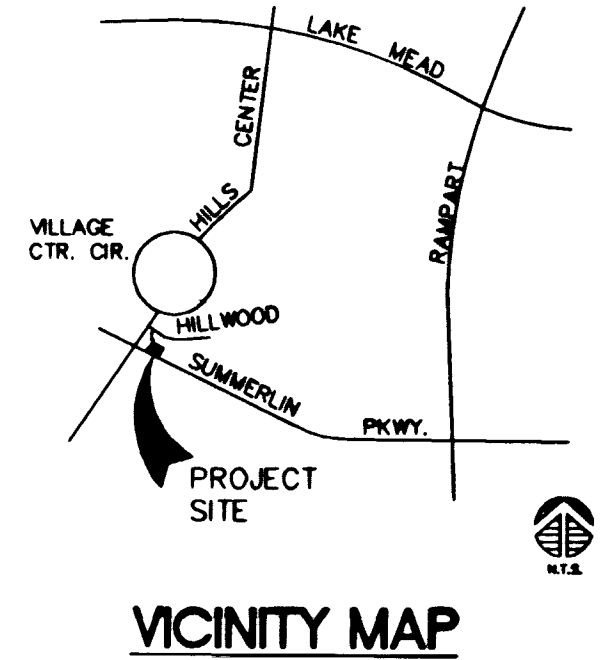 LAKE MEAD
CENTER
HILLS
RAMPART
VILLAGE
CTR. CIR.
HILLWOOD
SUMMERLIN
PKWY.
PROJECT
SITE
N.T.S.
VICINITY MAP